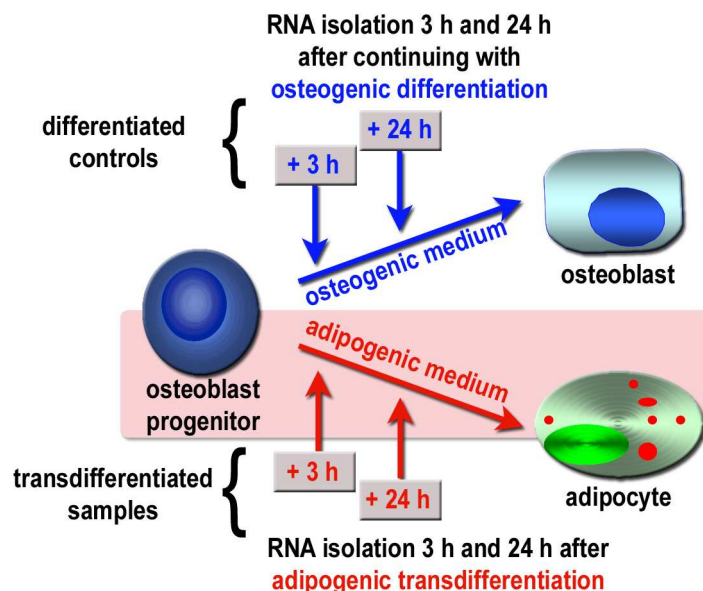 RNA isolation 3 h and 24 h
after continuing with
osteogenic differentiation
differentiated
controls
+ 24 h
+ 3 h
osteogenic medium
osteoblast
adipogenic medium
osteoblast
progenitor
adipocyte
transdifferentiated
samples
+ 3 h
+ 24 h
RNA isolation 3 h and 24 h after
adipogenic transdifferentiation